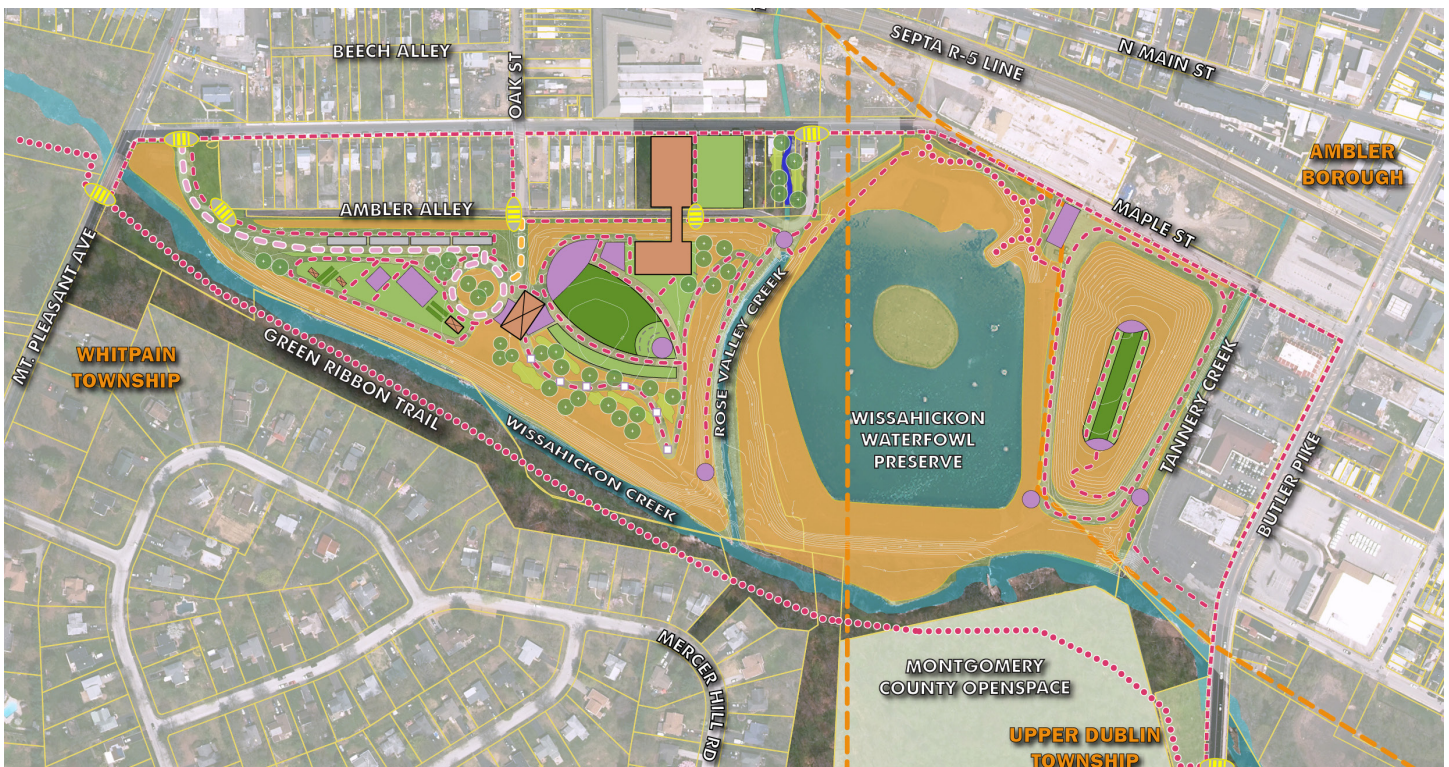 BEECH ALLEY
OAK ST
SEPTA R-5 LINE
N MAIN ST
AMBLER
BOROUGH
AMBLER ALLEY
MAPLE ST
MT. PLEASANT AVE
WHITPAIN
TOWNSHIP
GREEN RIBBON TRAIL
WISSAHICKON CREEK
ROSE VALLEY CREEK
WISSAHICKON
WATERFOWL
PRESERVE
TANNERY CREEK
BUTLER PIKE
MERCER HILL RD
MONTGOMERY
COUNTY OPENSPACE
UPPER DUBLIN
TOWNSHIP